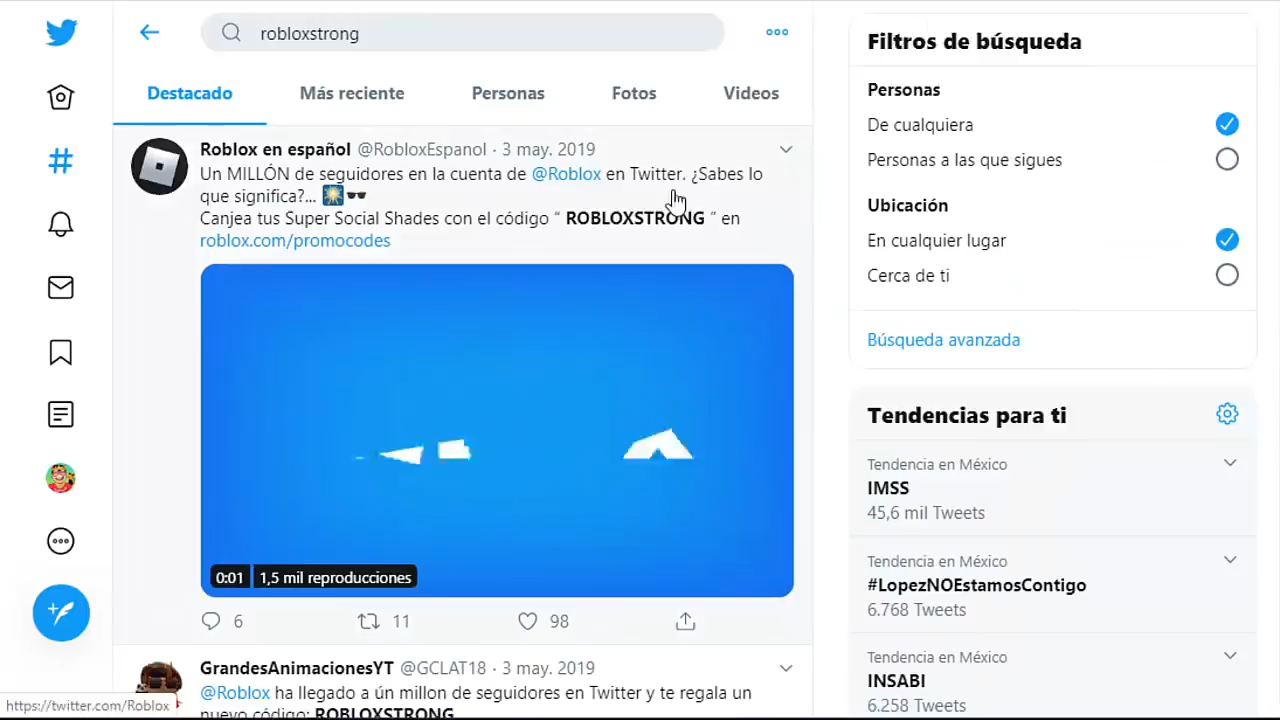 robloxstrong
Destacado
Más reciente
Personas
Fotos
Videos
Roblox en español @RobloxEspanol · 3 may. 2019
Un MILLÓN de seguidores en la cuenta de @Roblox en Twitter. ¿Sabes lo
que significa?...
Canjea tus Super Social Shades con el código “ ROBLOXSTRONG ” en
roblox.com/promocodes
0:01 1,5 mil reproducciones
6
11
98
GrandesAnimacionesYT @GCLAT18 · 3 may. 2019
@Roblox ha llegado a ún millon de seguidores en Twitter y te regala un
nuevo código: ROBLOXSTRONG
https://twitter.com/Roblox
Filtros de búsqueda
Personas
De cualquiera
Personas a las que sigues
Ubicación
En cualquier lugar
Cerca de ti
Búsqueda avanzada
Tendencias para ti
Tendencia en México
IMSS
45,6 mil Tweets
Tendencia en México
#LopezNOEstamosContigo
6.768 Tweets
Tendencia en México
INSABI
6.258 Tweets